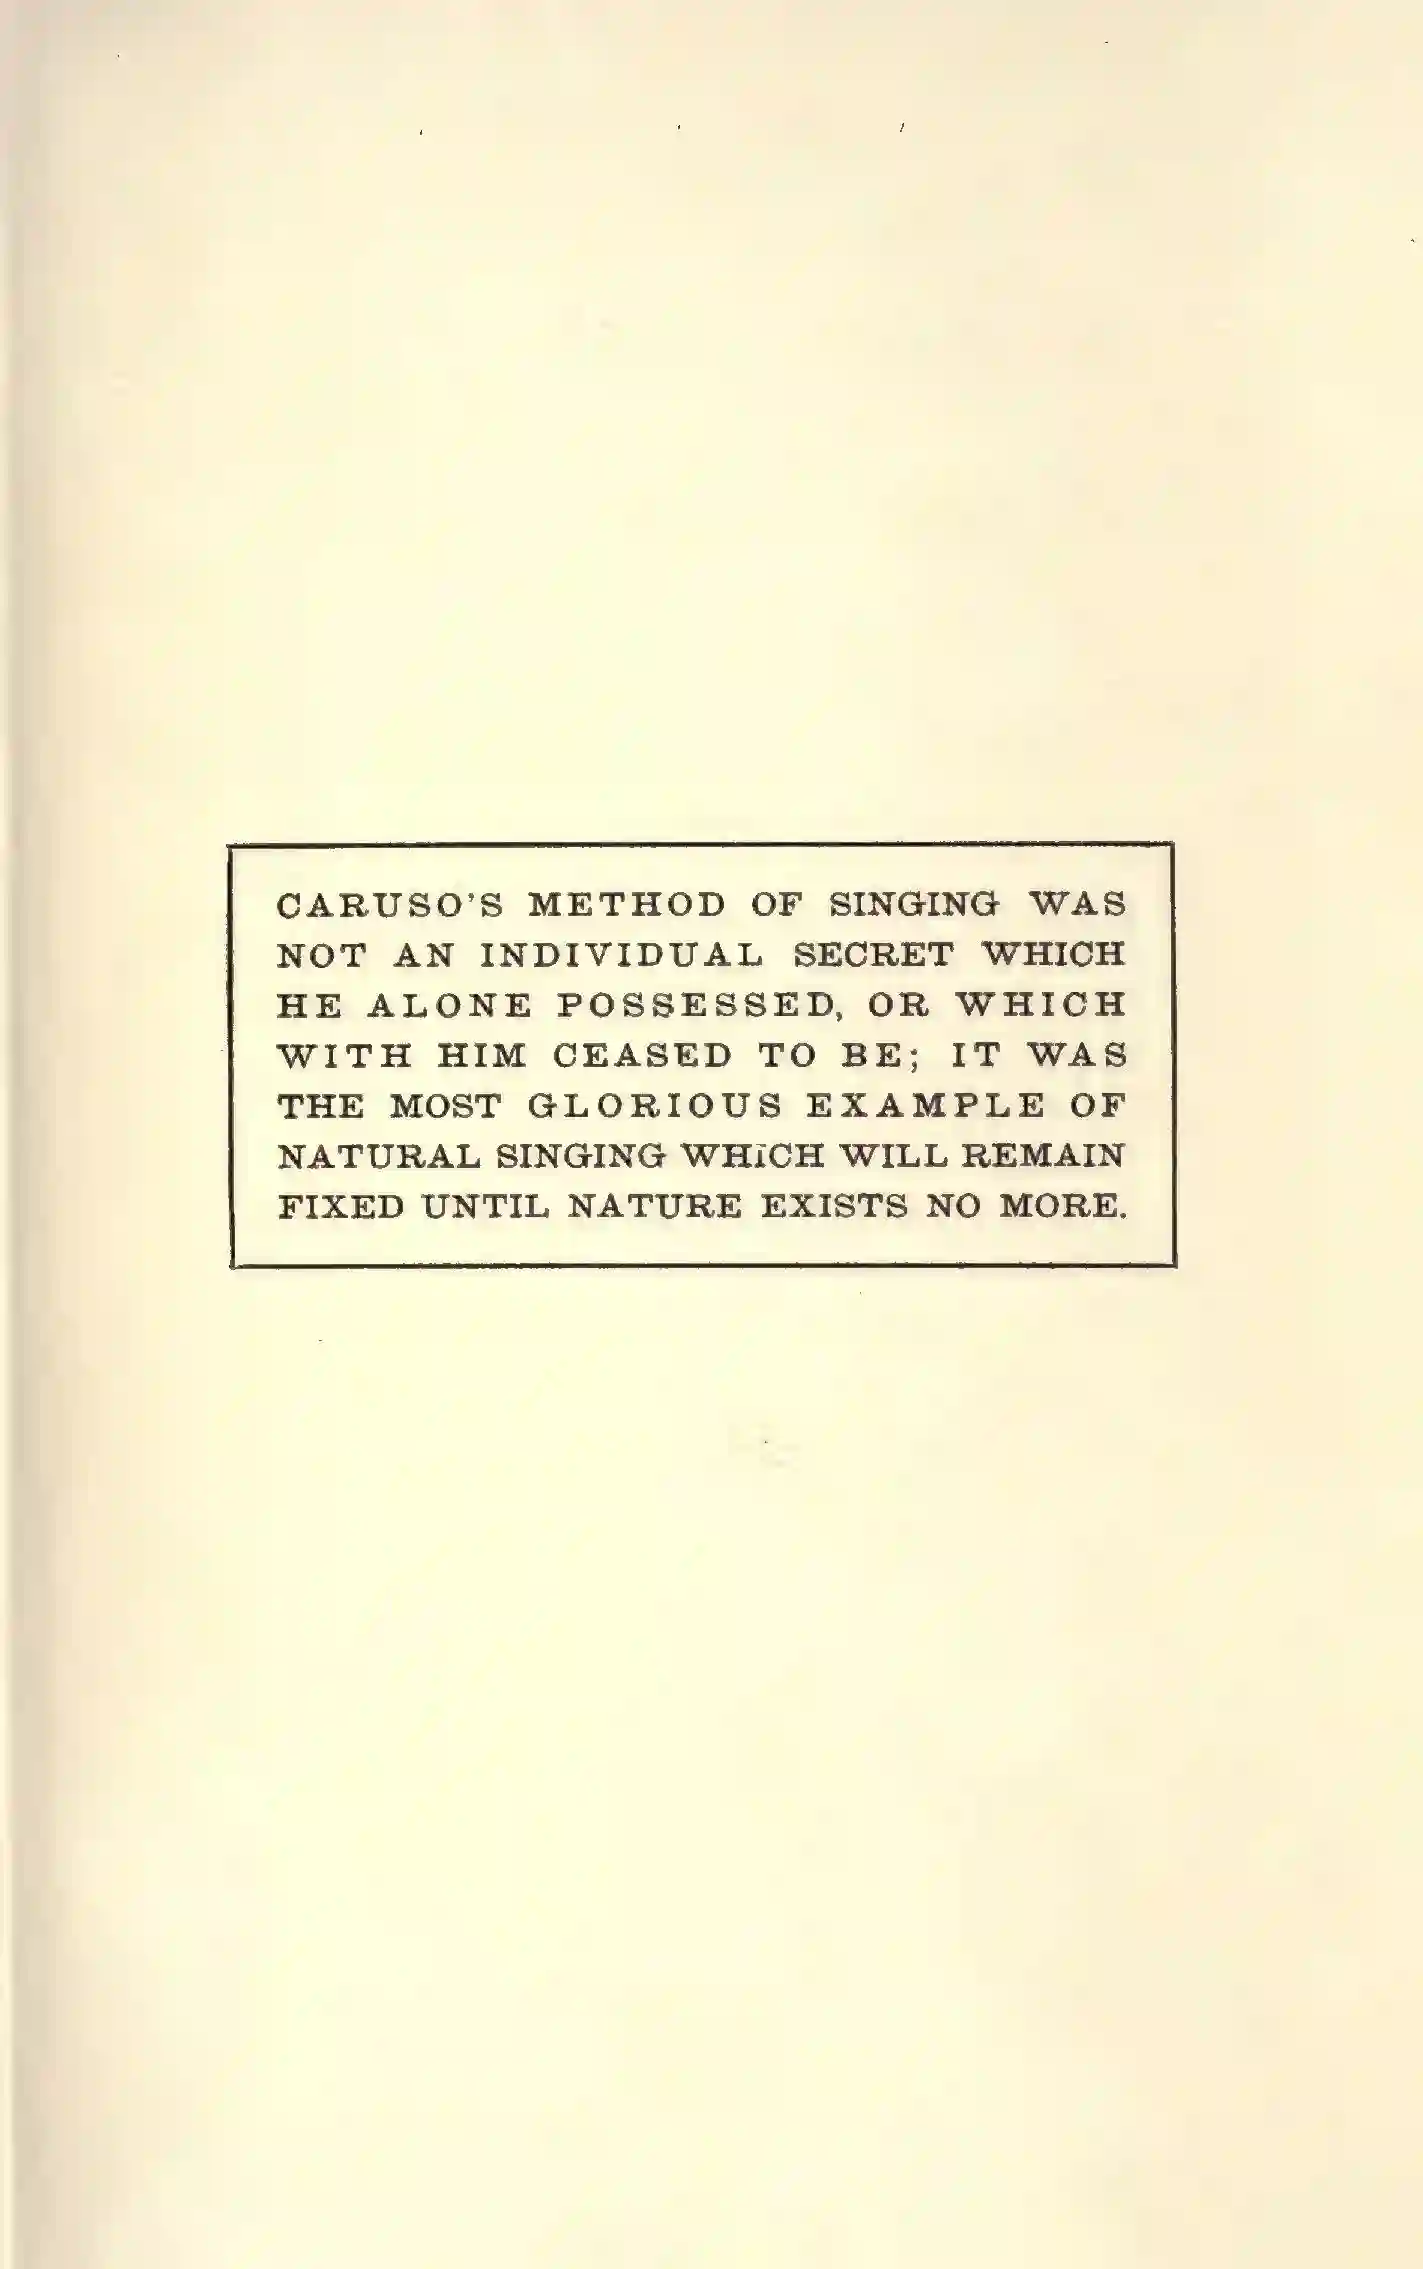 CARUSO'S METHOD OF SINGING WAS
NOT AN INDIVIDUAL SECRET WHICH
HE ALONE POSSESSED, OR WHICH
WITH HIM CEASED TO BE; IT WAS
THE MOST GLORIOUS EXAMPLE OF
NATURAL SINGING WHICH WILL REMAIN
FIXED UNTIL NATURE EXISTS NO MORE.